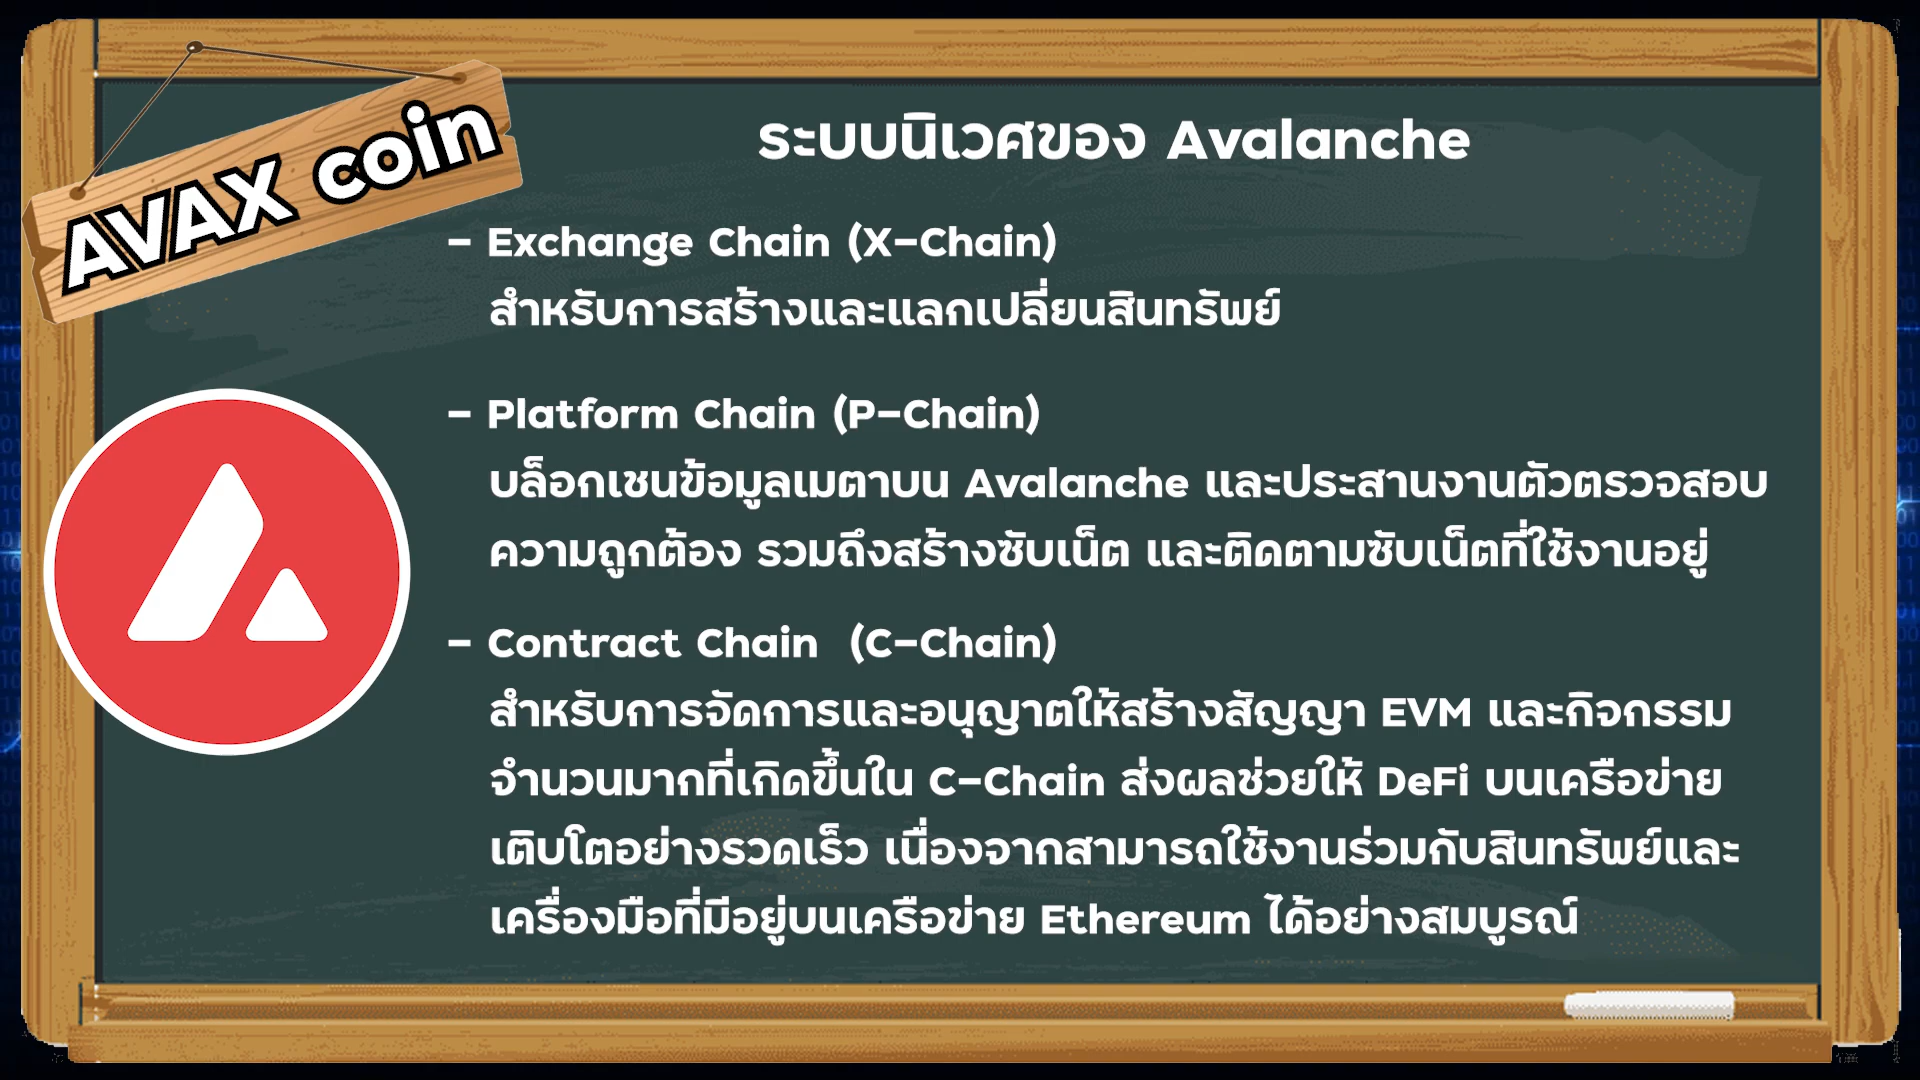 AVAX coin
ระบบนิเวศของ Avalanche
- Exchange Chain (X-Chain)
สำหรับการสร้างและแลกเปลี่ยนสินทรัพย์
- Platform Chain (P-Chain)
บล็อกเชนข้อมูลเมตาบน Avalanche และประสานงานตัวตรวจสอบ
ความถูกต้อง รวมถึงสร้างซับเน็ต และติดตามซับเน็ตที่ใช้งานอยู่
- Contract Chain (C-Chain)
สำหรับการจัดการและอนุญาตให้สร้างสัญญา EVM และกิจกรรม
จำนวนมากที่เกิดขึ้นใน C-Chain ส่งผลช่วยให้ DeFi บนเครือข่าย
เติบโตอย่างรวดเร็ว เนื่องจากสามารถใช้งานร่วมกับสินทรัพย์และ
เครื่องมือที่มีอยู่บนเครือข่าย Ethereum ได้อย่างสมบูรณ์